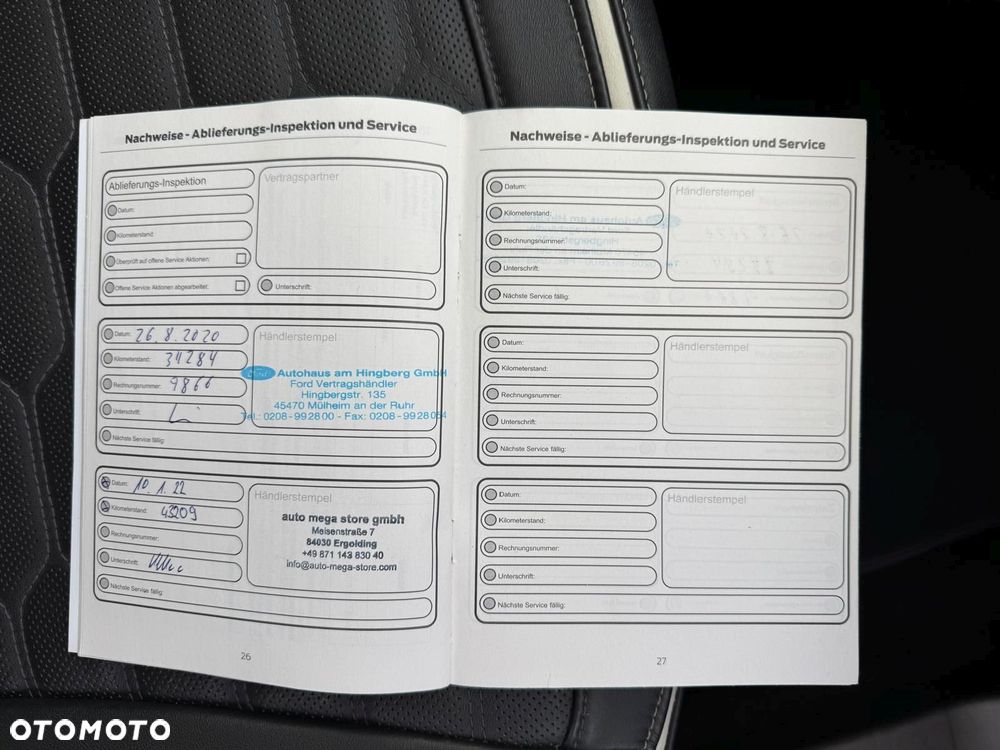 Nachweise - Ablieferungs-Inspektion und Service
Ablieferungs-Inspektion
Vertragspartner
Datum:
Kilometerstand:
Überprüft auf offene Service Aktionen:
Offene Service Aktionen abgearbeitet:
Unterschrift:
Datum: 26.8.2020
Händlerstempel
Kilometerstand: 34284
Rechnungsnummer: 9866
Unterschrift:
Ford Autohaus am Hingberg GmbH
Ford Vertragshändler
Hingbergstr. 135
45470 Mülheim an der Ruhr
Tel.: 0208-992800 - Fax: 0208-9928054
Nächste Service fällig:
Datum: 10.1.22
Händlerstempel
Kilometerstand: 43209
Rechnungsnummer:
Unterschrift:
auto mega store gmbh
Meisenstraße 7
84030 Ergolding
+49 871 143 830 40
info@auto-mega-store.com
Nächste Service fällig:
26
Nachweise - Ablieferungs-Inspektion und Service
Datum:
Händlerstempel
Kilometerstand:
Rechnungsnummer:
Unterschrift:
Nächste Service fällig:
Datum:
Händlerstempel
Kilometerstand:
Rechnungsnummer:
Unterschrift:
Nächste Service fällig:
Datum:
Händlerstempel
Kilometerstand:
Rechnungsnummer:
Unterschrift:
Nächste Service fällig:
27
OTOMOTO